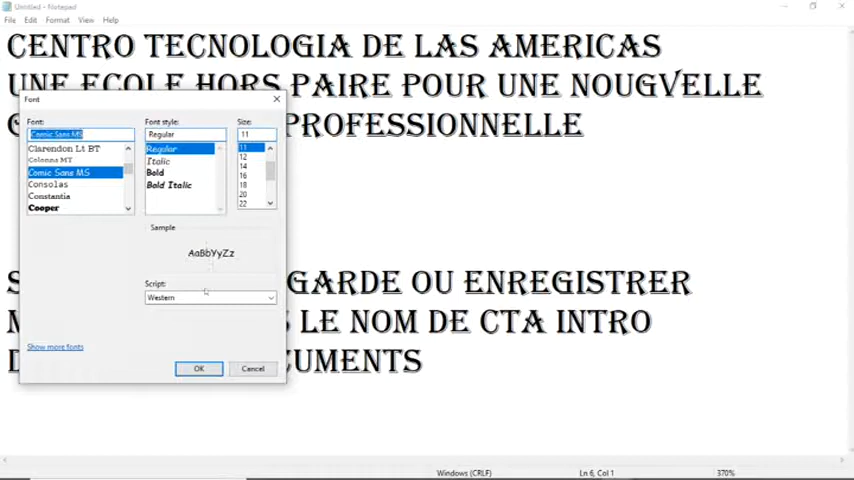 Untitled - Notepad
File Edit Format View Help
CENTRO TECNOLOGIA DE LAS AMERICAS
UNE ECOLE HORS PAIRE POUR UNE NOUGVELLE
PROFESSIONNELLE
Font
Font: Font style: Size:
Comic Sans MS Regular 11
Clarendon Lt BT Regular 11
Colonna MT Italic 12
Comic Sans MS Bold 14
Consolas Bold Italic 16
Constantia 18
Cooper 20
22
Sample
AaBbYyZz
GARDE OU ENREGISTRER
Script:
Western
LE NOM DE CTA INTRO
Show more fonts
OK Cancel
Windows (CRLF) Ln 6, Col 1 370%